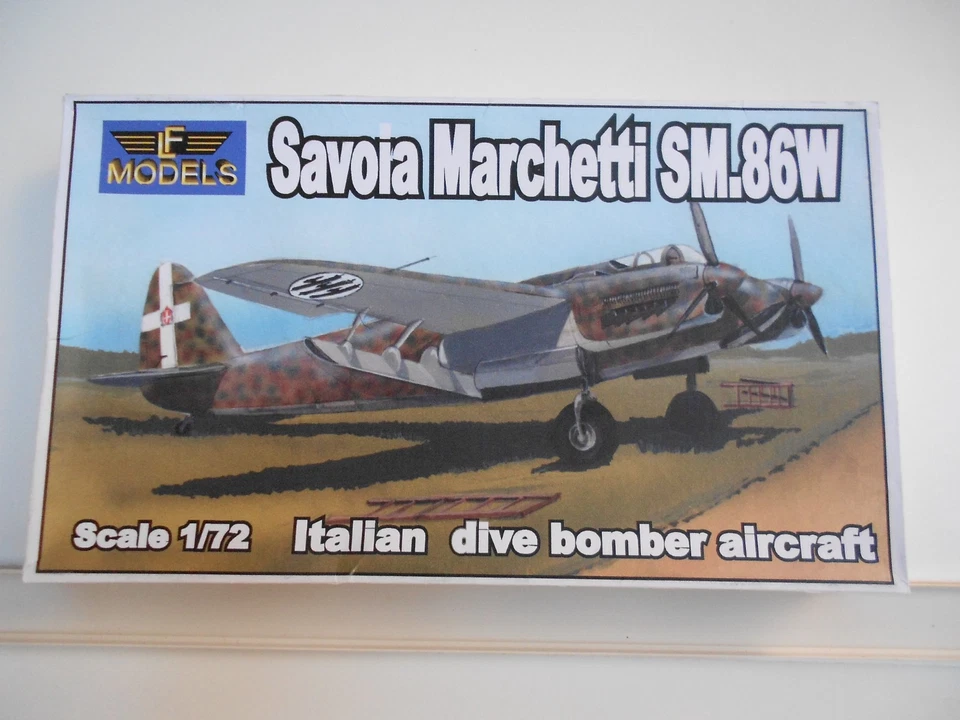 LF
MODELS
Savoia Marchetti SM.86W
Scale 1/72
Italian dive bomber aircraft